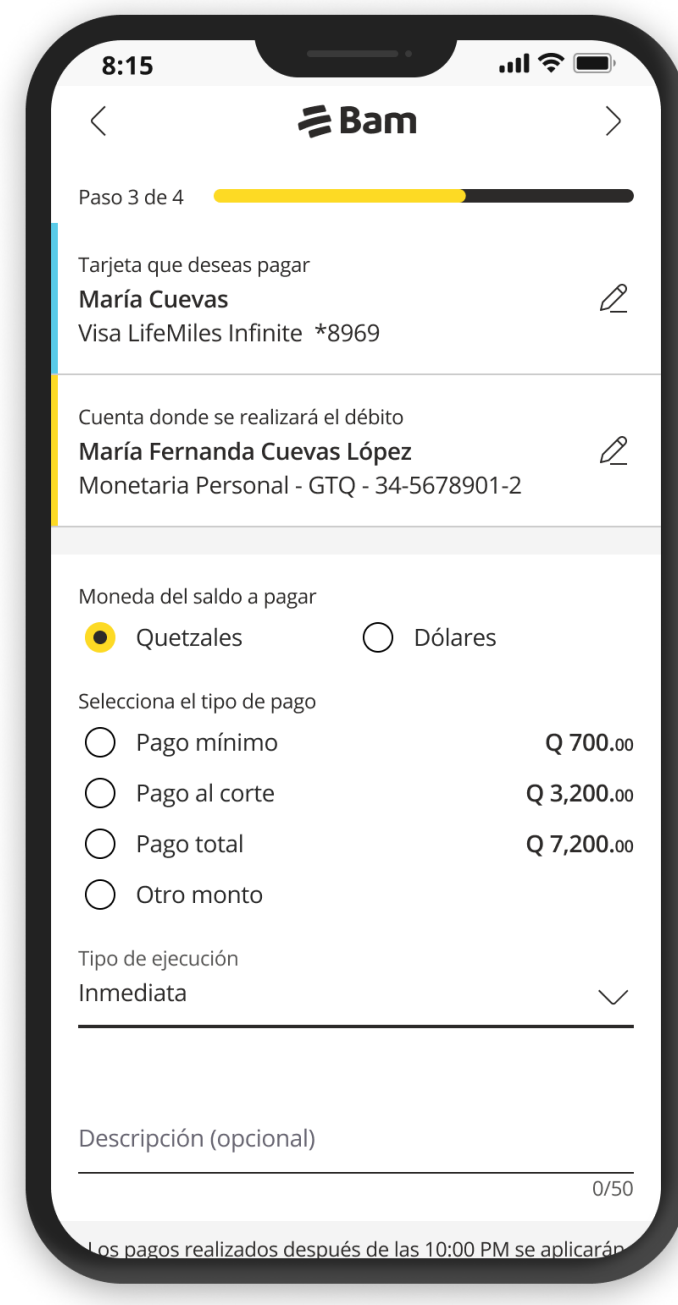 8:15
Bam
Paso 3 de 4
Tarjeta que deseas pagar
María Cuevas
Visa LifeMiles Infinite *8969
Cuenta donde se realizará el débito
María Fernanda Cuevas López
Monetaria Personal - GTQ - 34-5678901-2
Moneda del saldo a pagar
Quetzales Dólares
Selecciona el tipo de pago
Pago mínimo Q 700.00
Pago al corte Q 3,200.00
Pago total Q 7,200.00
Otro monto
Tipo de ejecución
Inmediata
Descripción (opcional)
0/50
Los pagos realizados después de las 10:00 PM se aplicarán